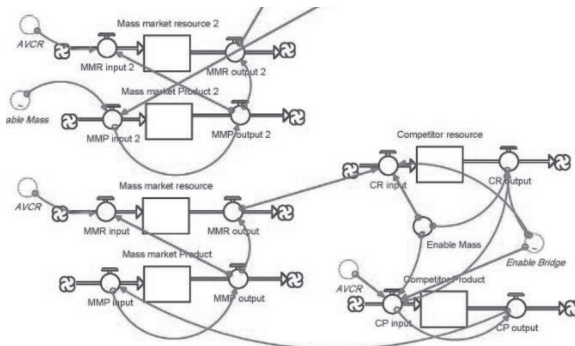 Mass market resource 2
AVCR
MMR input 2
MMR output 2
Mass market Product 2
able Mass
MMP input 2
MMP output 2
Competitor resource
Mass market resource
CR input
CR output
AVCR
MMR input
MMR output
Enable Mass
Mass market Product
Enable Bridge
AVCR
Competitor Product
MMP input
MMP output
CP input
CP output